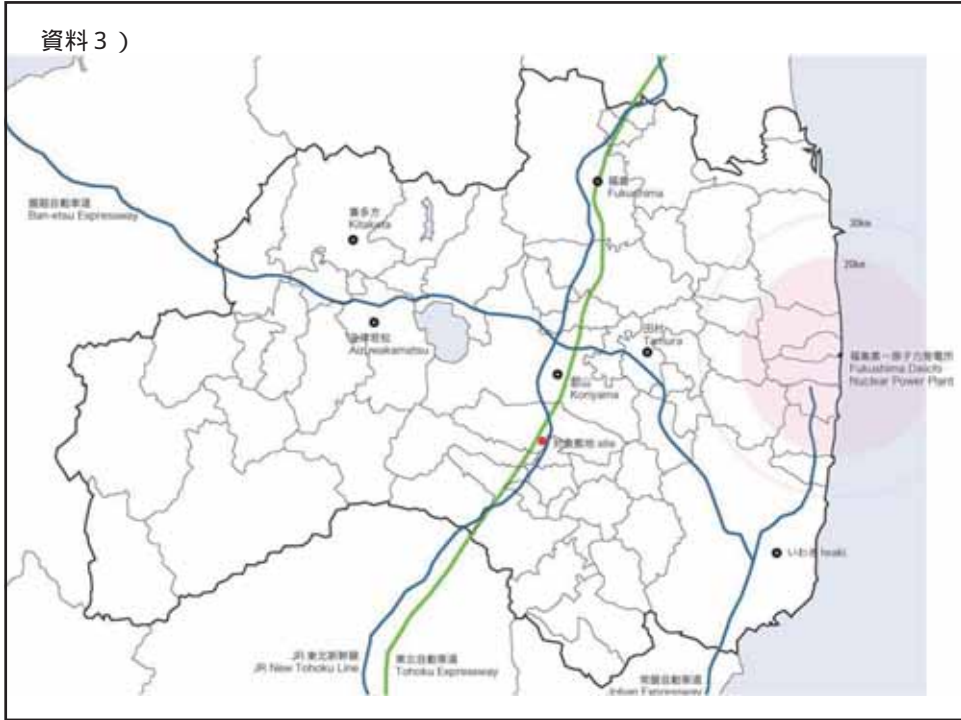 資料３）
30km
20km
磐越自動車道
Ban-etsu Expressway
喜多方
Kitakata
福島
Fukushima
会津若松
Aizuwakamatsu
田村
Tamura
郡山
Koriyama
福島第一原子力発電所
Fukushima Daiichi
Nuclear Power Plant
対象敷地 site
いわき Iwaki
JR 東北新幹線
JR New Tohoku Line
東北自動車道
Tohoku Expressway
常磐自動車道
Joban Expressway